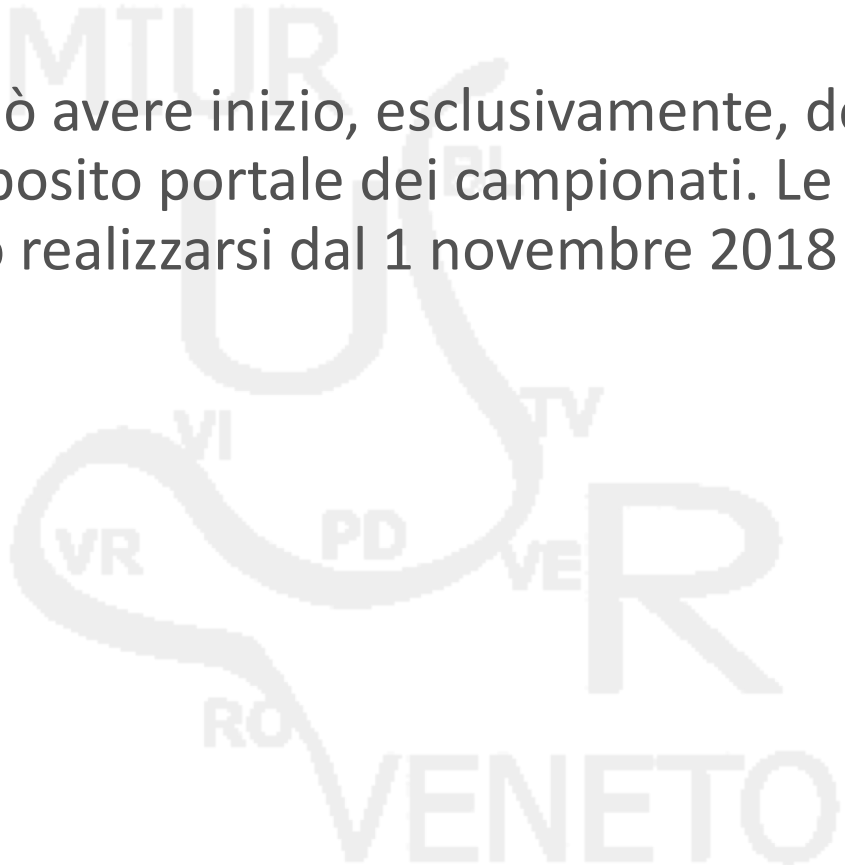 MIUR
ò avere inizio, esclusivamente, d
BL
posito portale dei campionati. Le
o realizzarsi dal 1 novembre 2018
U
TV
VI
PD
VR
VE
R
RO
VENETO